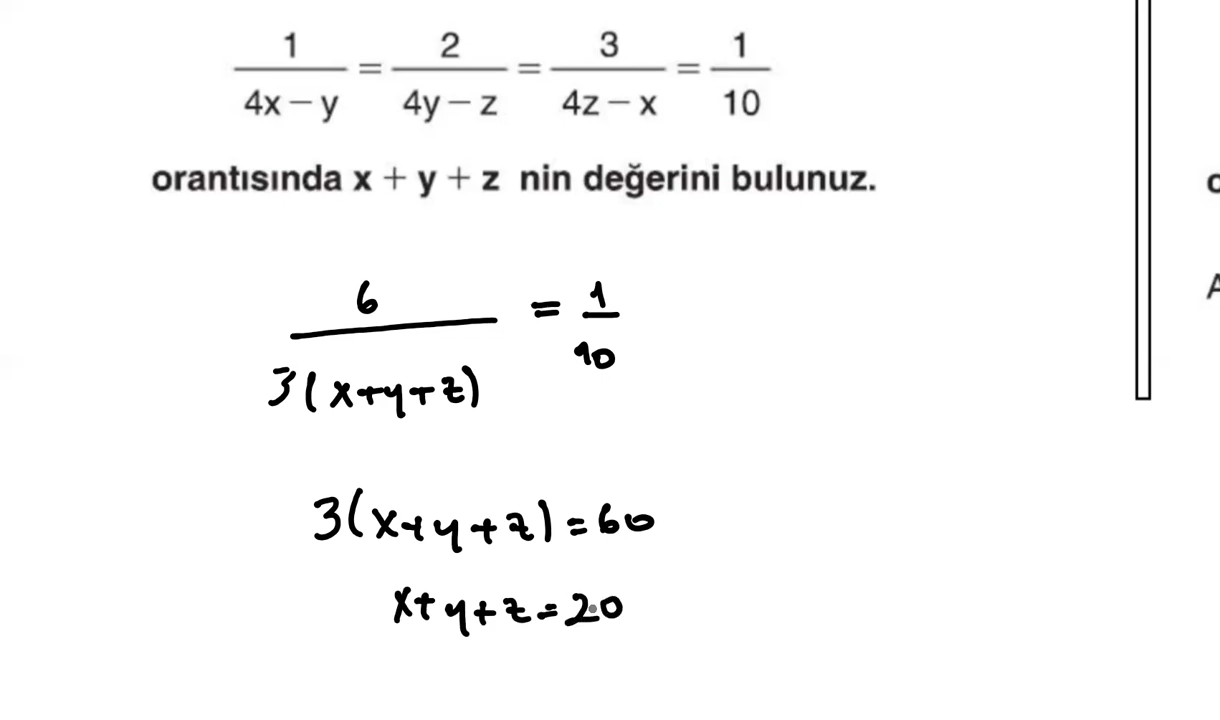 1/(4x − y) = 2/(4y − z) = 3/(4z − x) = 1/10
orantısında x + y + z nin değerini bulunuz.
6/(3(x+y+z)) = 1/10
3(x+y+z) = 60
x+y+z = 20